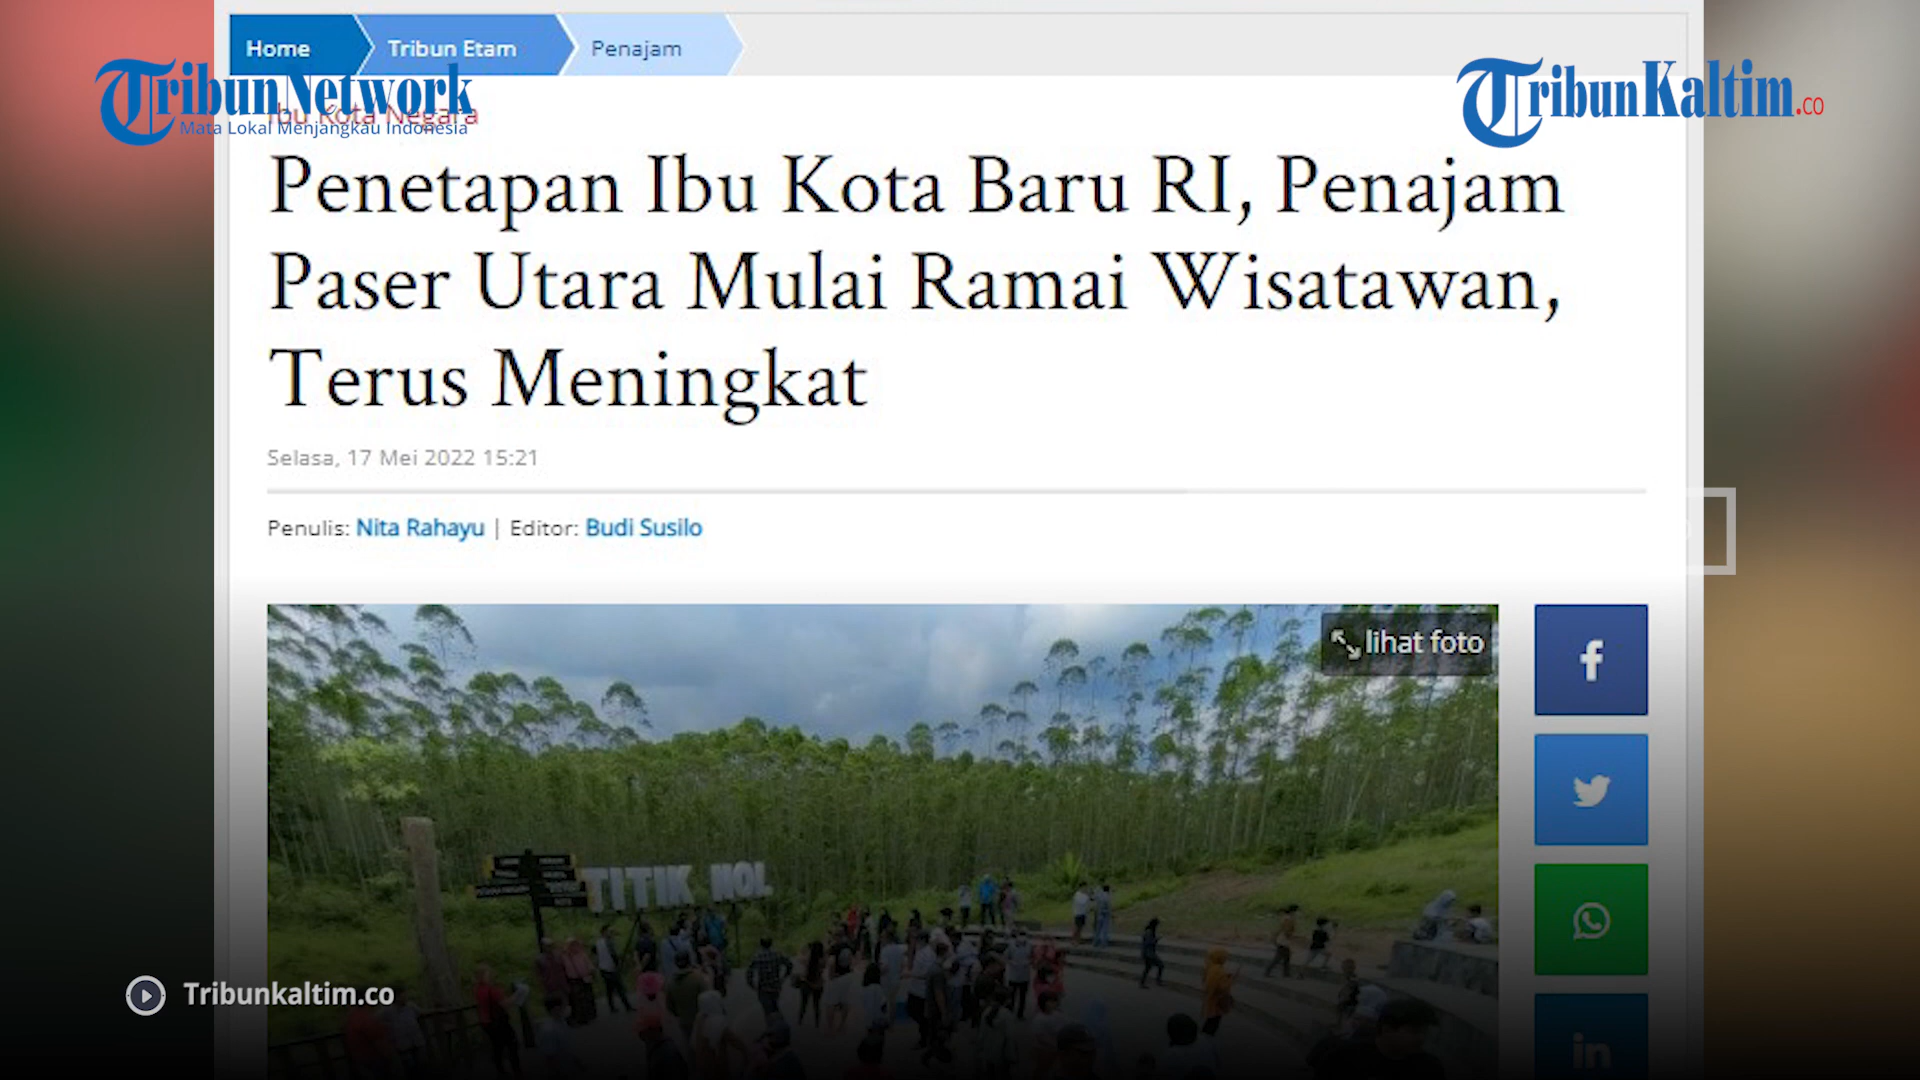 Home
Tribun Etam
Penajam
TribunNetwork
Mata Lokal Menjangkau Indonesia
TribunKaltim.co
Ibu Kota Negara
Penetapan Ibu Kota Baru RI, Penajam
Paser Utara Mulai Ramai Wisatawan,
Terus Meningkat
Selasa, 17 Mei 2022 15:21
Penulis: Nita Rahayu | Editor: Budi Susilo
lihat foto
TITIK NOL
Tribunkaltim.co